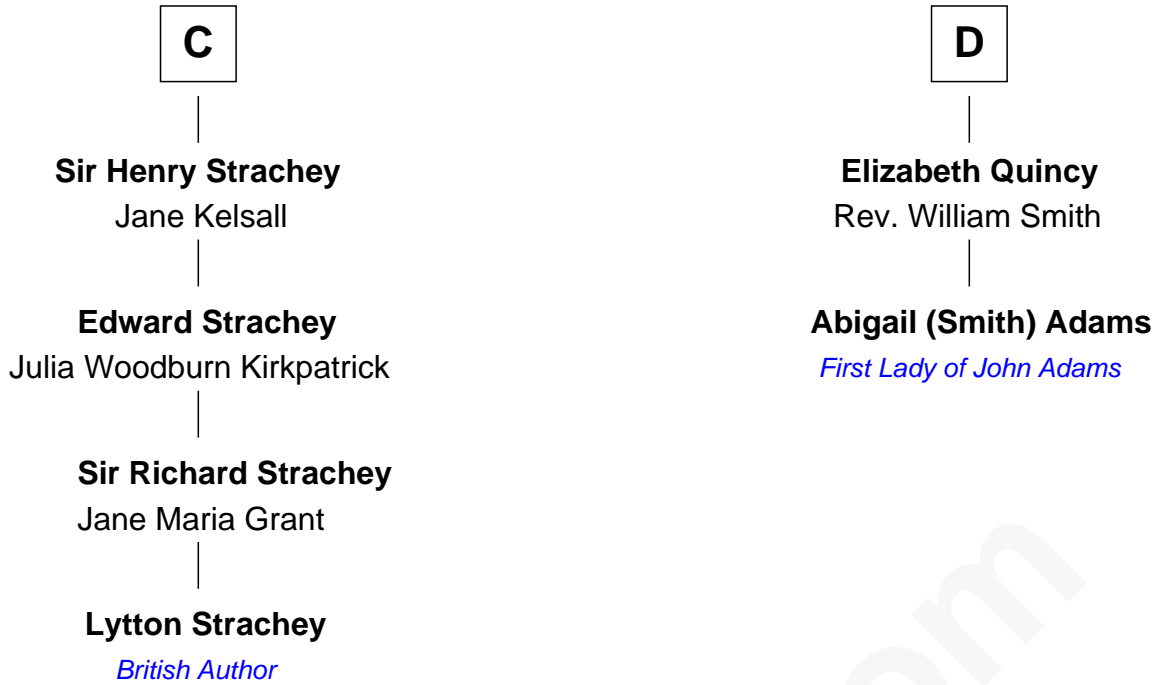 C
Sir Henry Strachey
Jane Kelsall
Edward Strachey
Julia Woodburn Kirkpatrick
Sir Richard Strachey
Jane Maria Grant
Lytton Strachey
British Author
D
Elizabeth Quincy
Rev. William Smith
Abigail (Smith) Adams
First Lady of John Adams
om